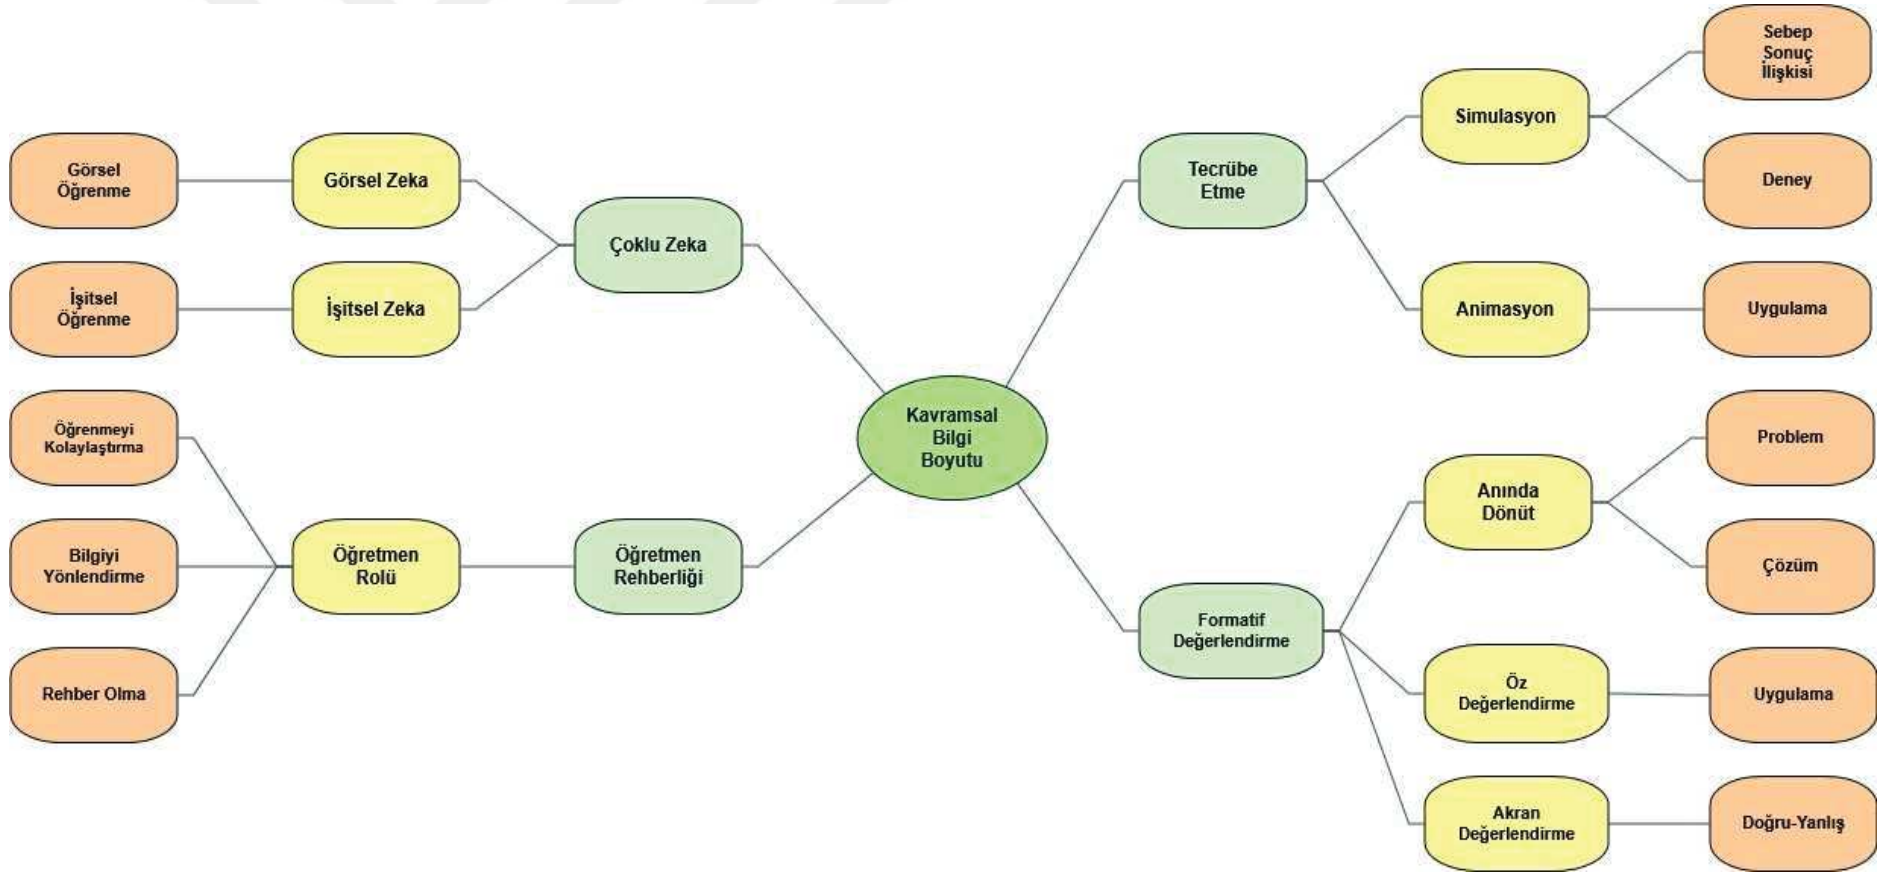 Görsel
Öğrenme
Görsel Zeka
İşitsel
Öğrenme
İşitsel Zeka
Çoklu Zeka
Öğrenmeyi
Kolaylaştırma
Bilgiyi
Yönlendirme
Rehber Olma
Öğretmen
Rolü
Öğretmen
Rehberliği
Kavramsal
Bilgi
Boyutu
Tecrübe
Etme
Simulasyon
Sebep
Sonuç
İlişkisi
Deney
Animasyon
Uygulama
Formatif
Değerlendirme
Anında
Dönüt
Problem
Çözüm
Öz
Değerlendirme
Uygulama
Akran
Değerlendirme
Doğru-Yanlış